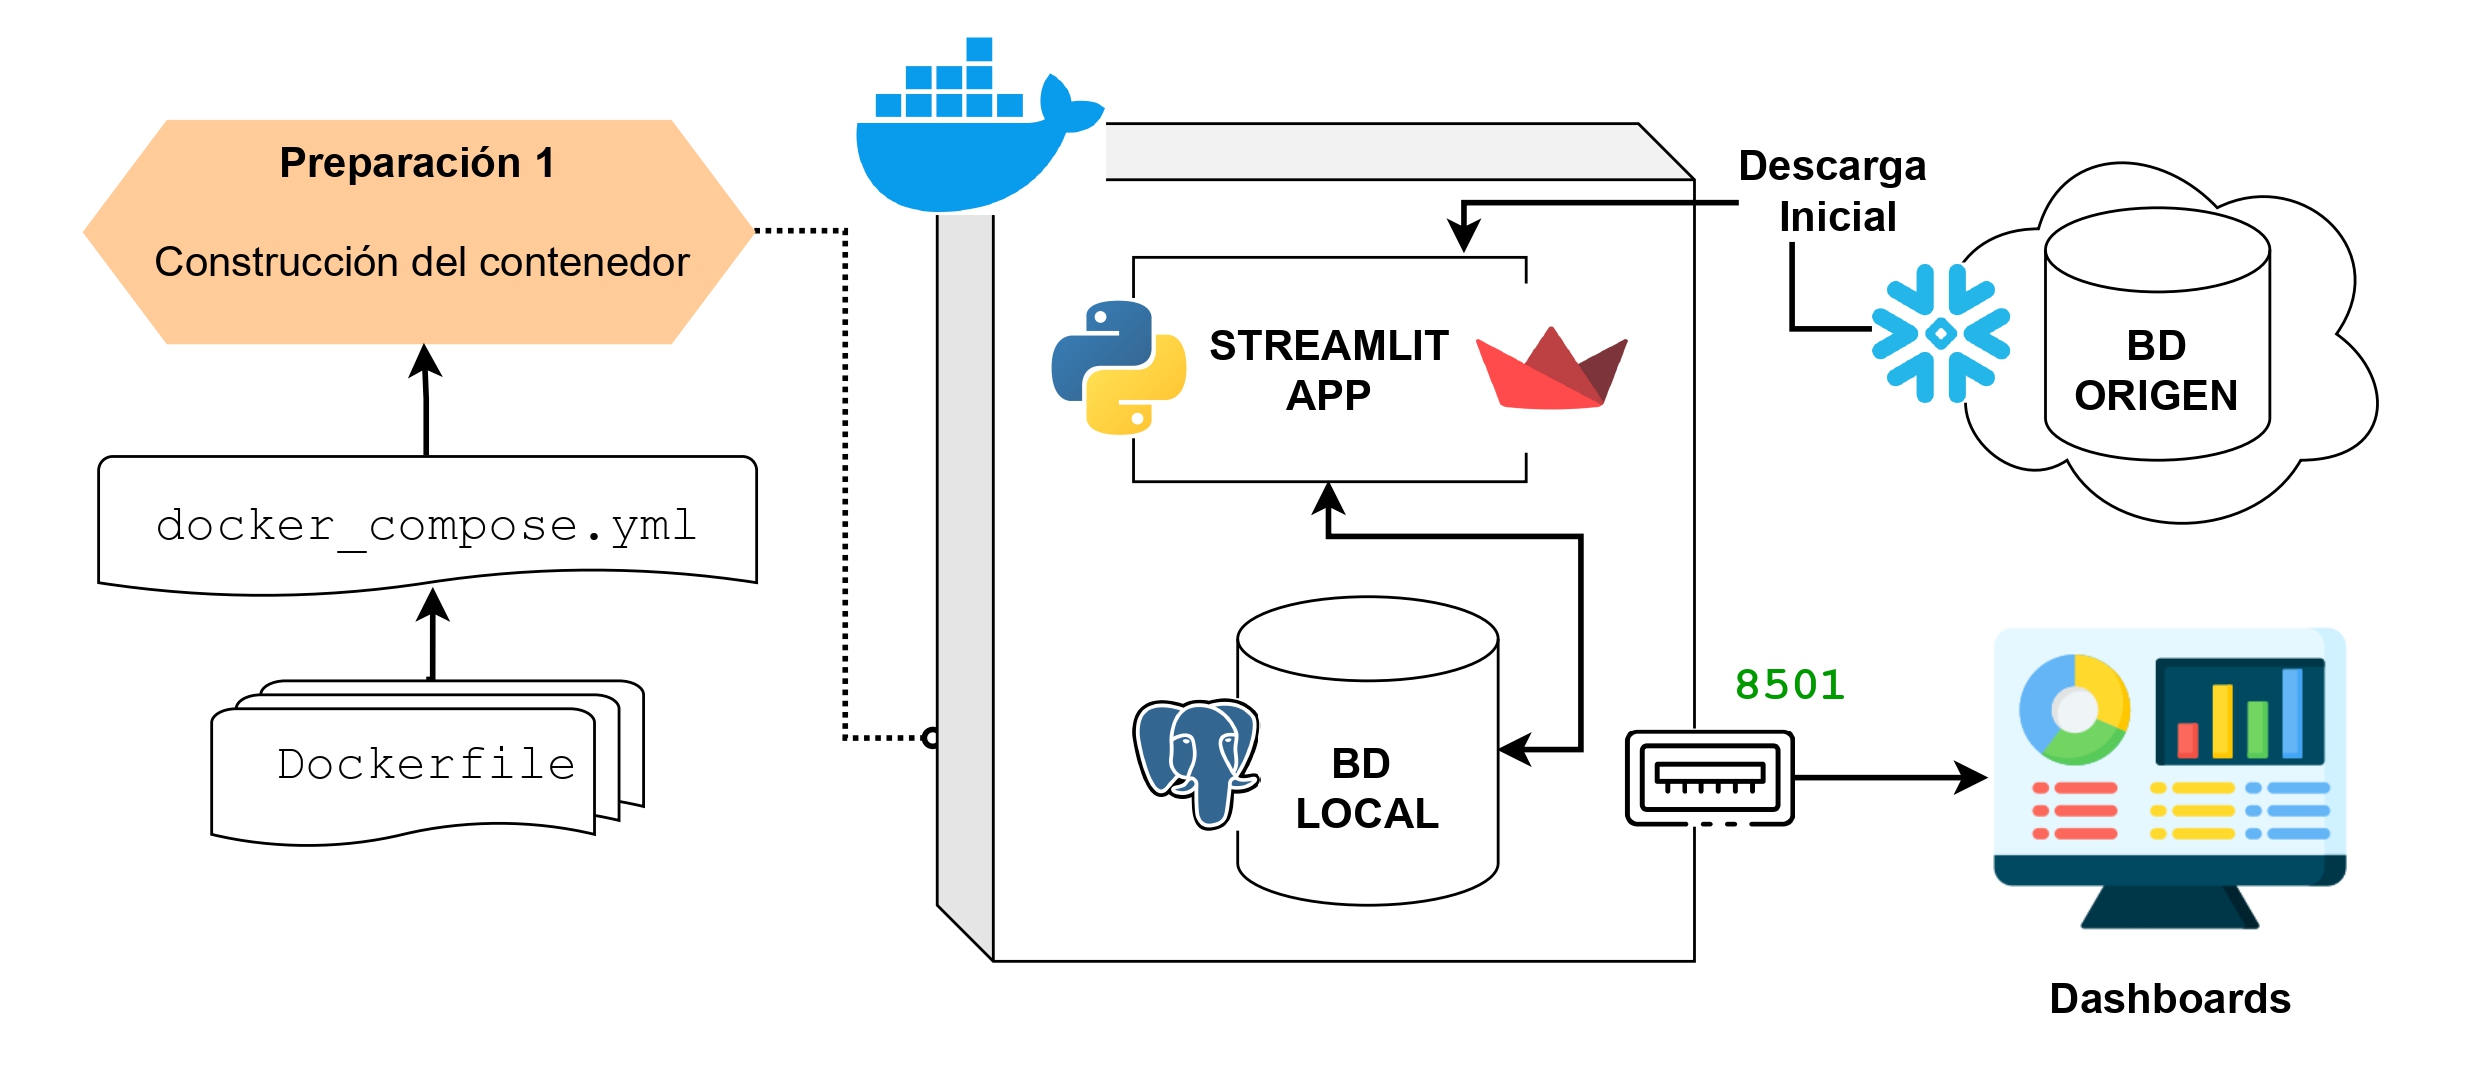 Preparación 1
Construcción del contenedor
docker_compose.yml
Dockerfile
STREAMLIT
APP
BD
LOCAL
Descarga
Inicial
BD
ORIGEN
8501
Dashboards